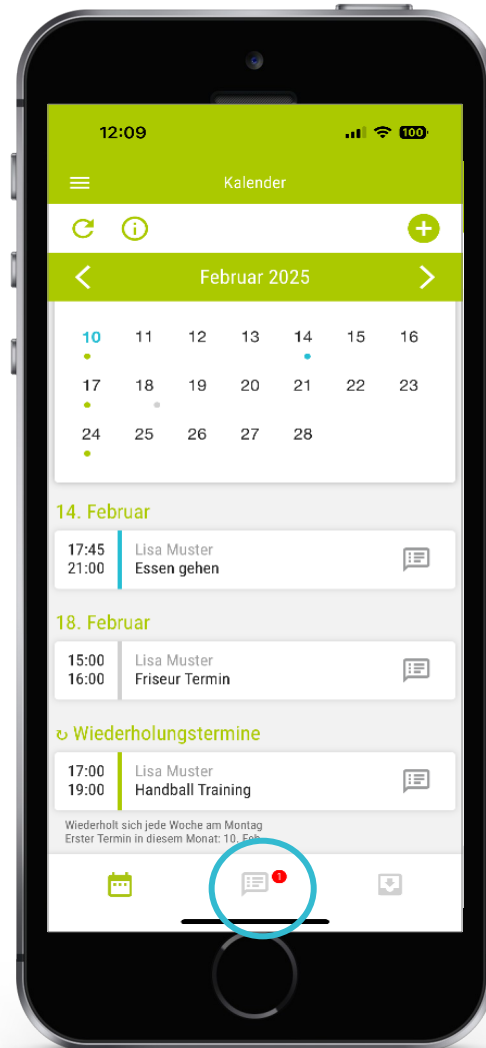 12:09
100
Kalender
Februar 2025
10 11 12 13 14 15 16
17 18 19 20 21 22 23
24 25 26 27 28
14. Februar
17:45 Lisa Muster
21:00 Essen gehen
18. Februar
15:00 Lisa Muster
16:00 Friseur Termin
↻ Wiederholungstermine
17:00 Lisa Muster
19:00 Handball Training
Wiederholt sich jede Woche am Montag
Erster Termin in diesem Monat: 10. Feb
1